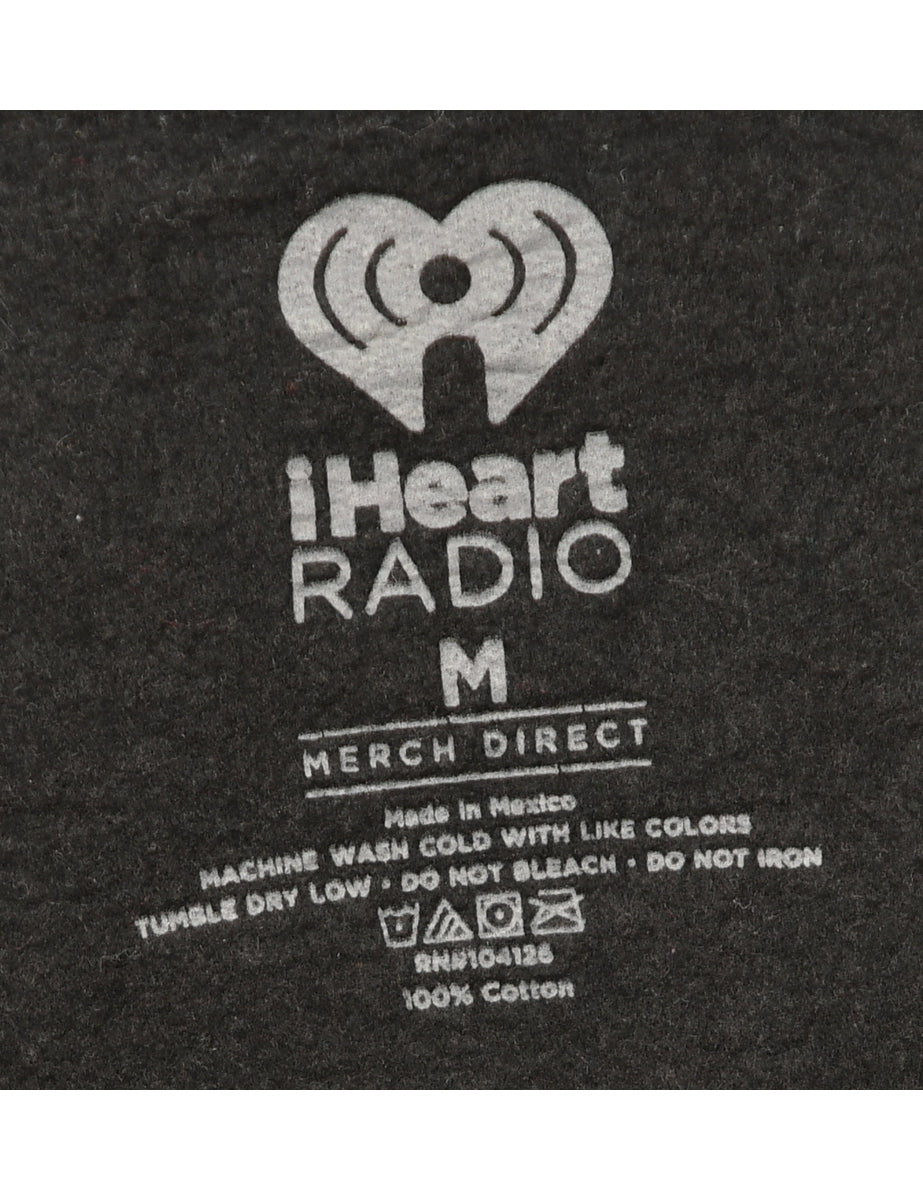 iHeart
RADIO
M
MERCH DIRECT
Made in Mexico
MACHINE WASH COLD WITH LIKE COLORS
TUMBLE DRY LOW • DO NOT BLEACH • DO NOT IRON
RN#104126
100% Cotton